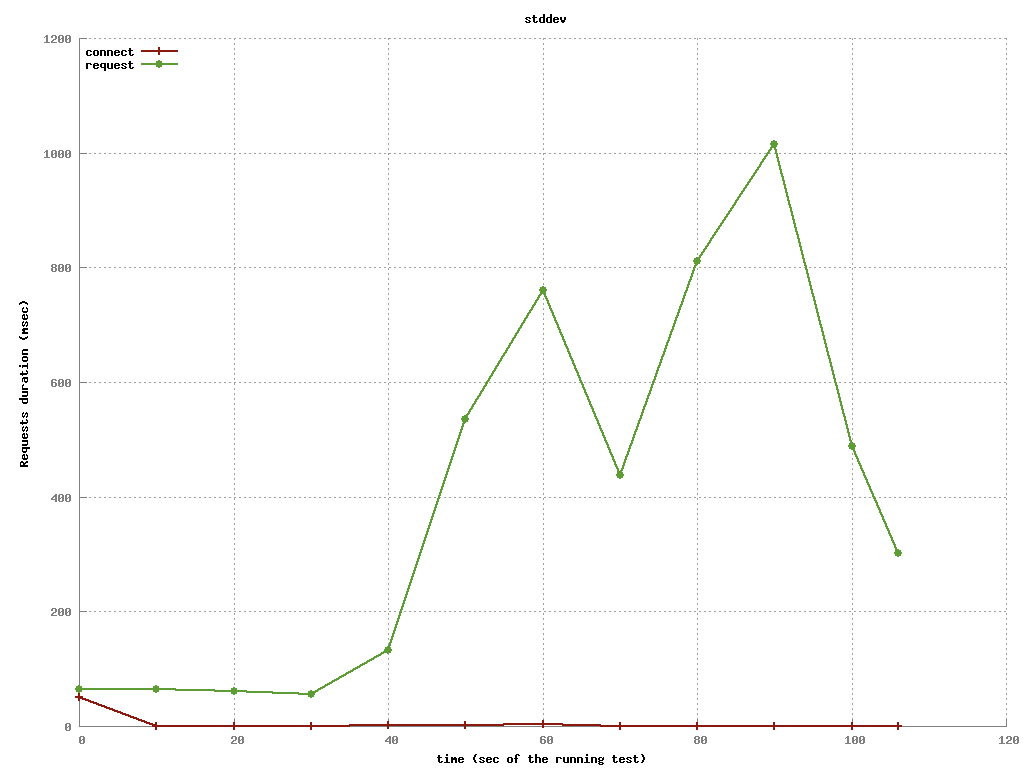 stddev
1200
connect
request
1000
800
600
400
200
0
Requests duration (msec)
0 20 40 60 80 100 120
time (sec of the running test)